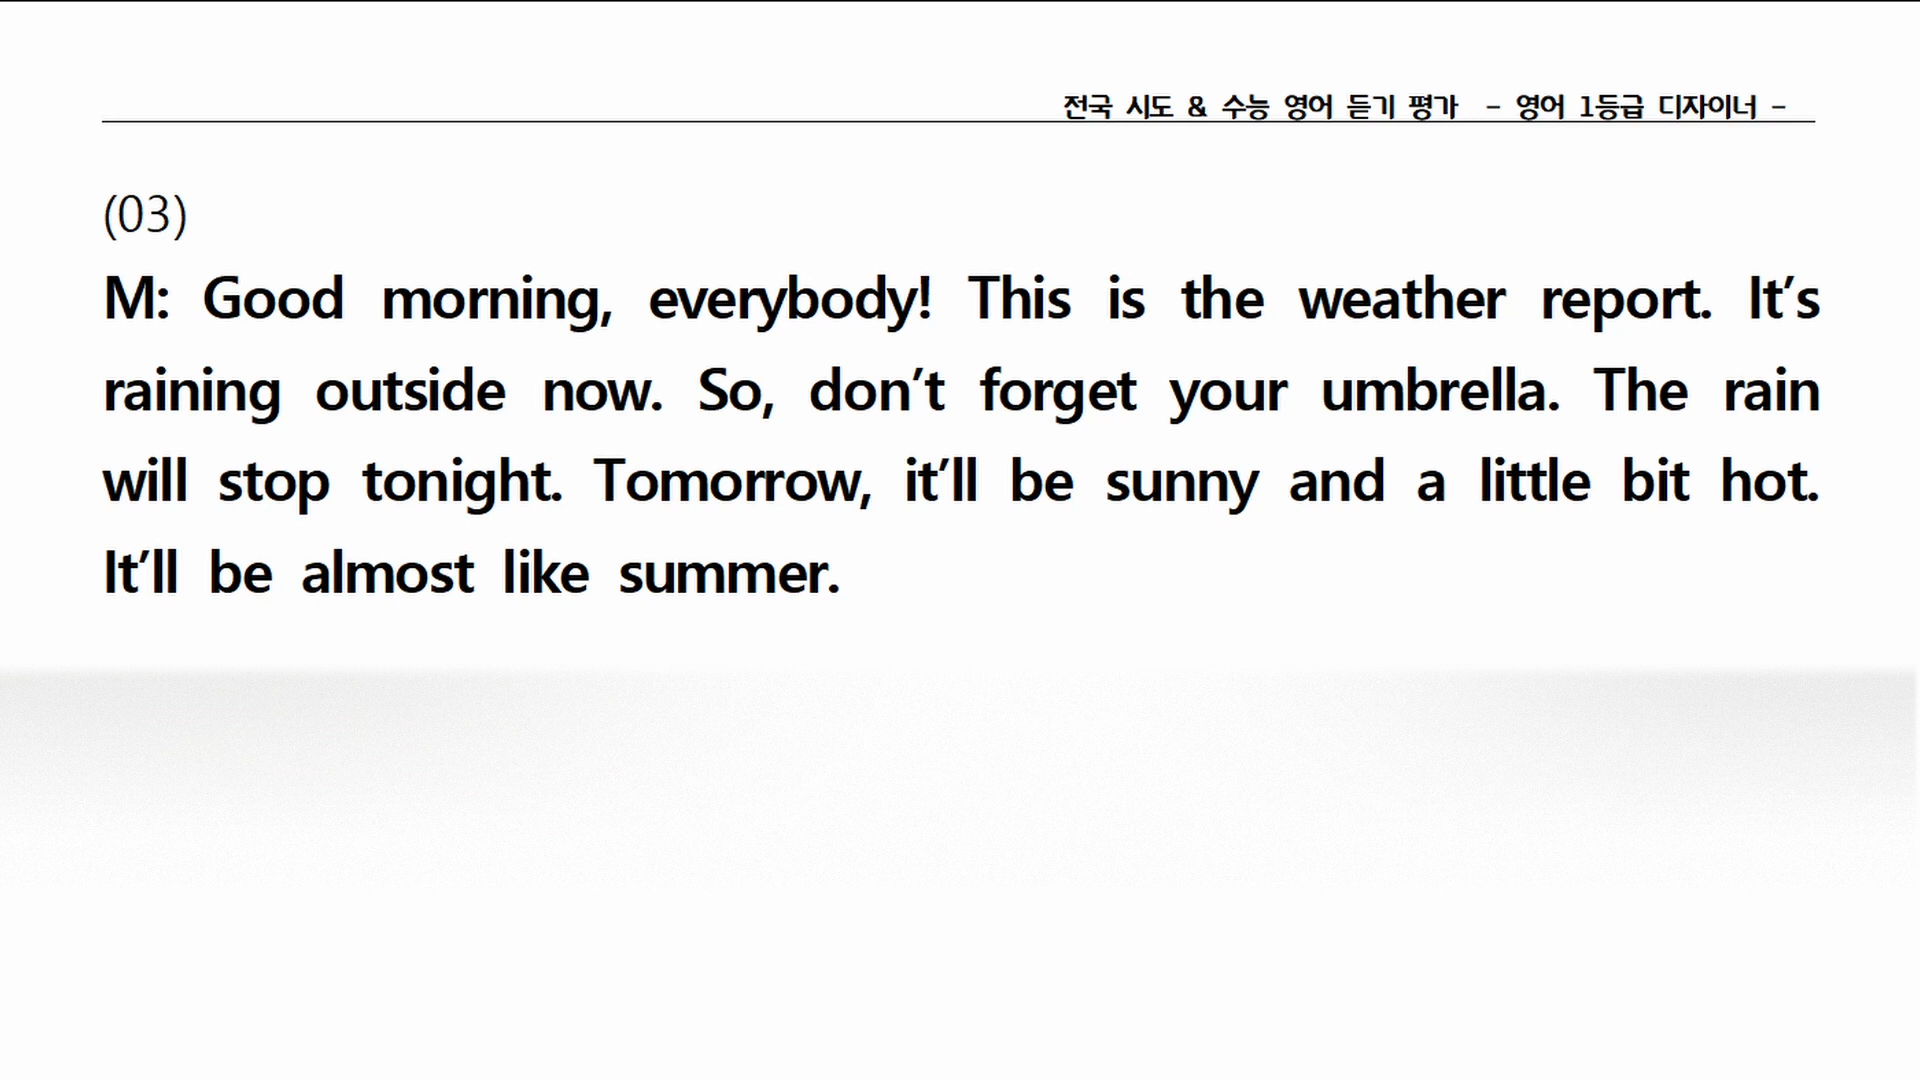 전국 시도 & 수능 영어 듣기 평가 - 영어 1등급 디자이너 -
(03)
M: Good morning, everybody! This is the weather report. It’s
raining outside now. So, don’t forget your umbrella. The rain
will stop tonight. Tomorrow, it’ll be sunny and a little bit hot.
It’ll be almost like summer.